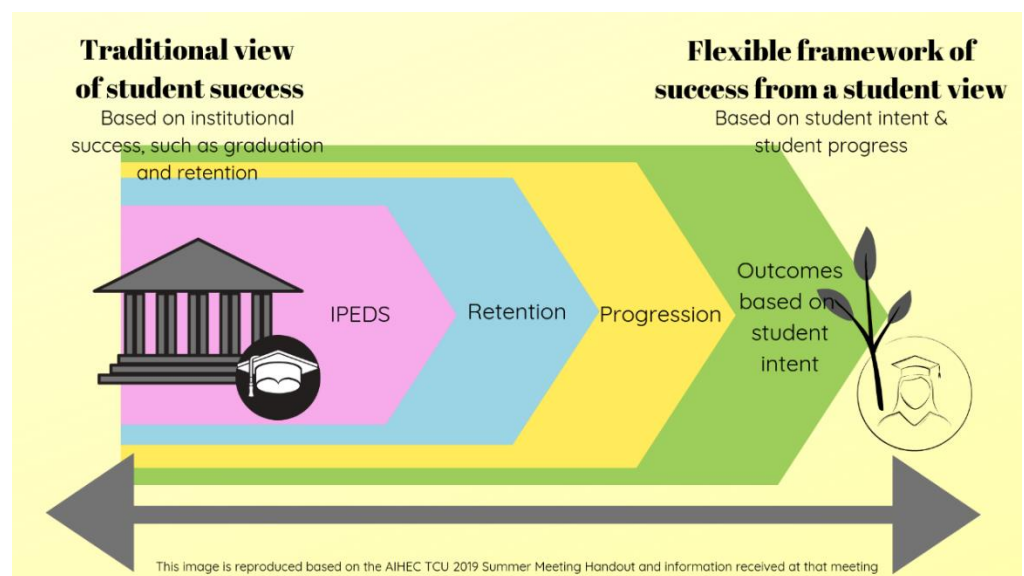 Traditional view
of student success
Based on institutional
success, such as graduation
and retention
Flexible framework of
success from a student view
Based on student intent &
student progress
IPEDS
Retention
Progression
Outcomes
based on
student
intent
This image is reproduced based on the AIHEC TCU 2019 Summer Meeting Handout and information received at that meeting